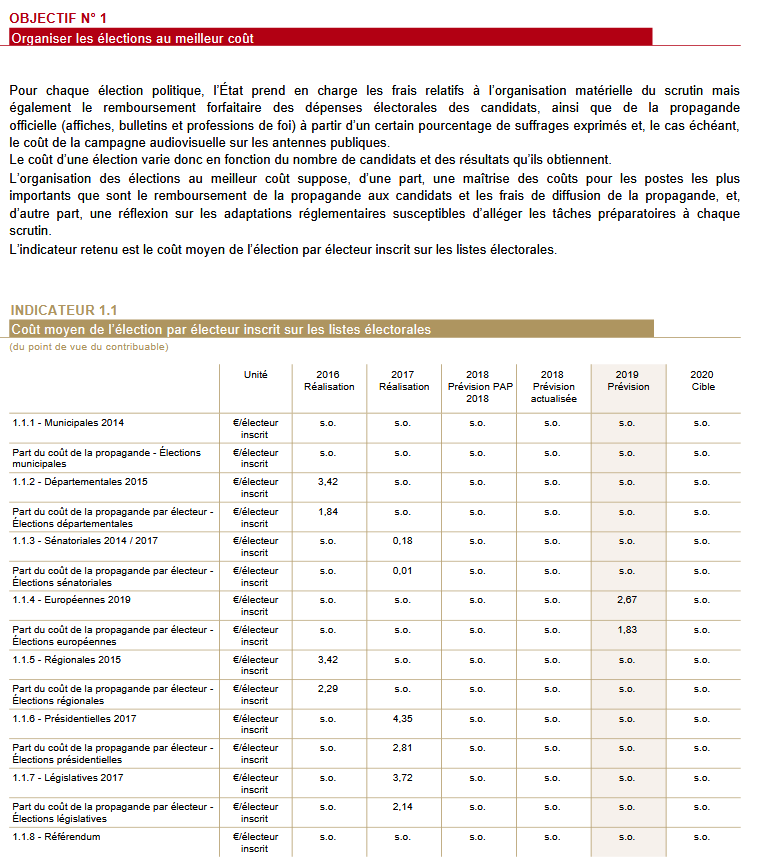 OBJECTIF N° 1
Organiser les élections au meilleur coût
Pour chaque élection politique, l’État prend en charge les frais relatifs à l’organisation matérielle du scrutin mais
également le remboursement forfaitaire des dépenses électorales des candidats, ainsi que de la propagande
officielle (affiches, bulletins et professions de foi) à partir d’un certain pourcentage de suffrages exprimés et, le cas échéant,
le coût de la campagne audiovisuelle sur les antennes publiques.
Le coût d’une élection varie donc en fonction du nombre de candidats et des résultats qu’ils obtiennent.
L’organisation des élections au meilleur coût suppose, d’une part, une maîtrise des coûts pour les postes les plus
importants que sont le remboursement de la propagande aux candidats et les frais de diffusion de la propagande, et,
d’autre part, une réflexion sur les adaptations réglementaires susceptibles d’alléger les tâches préparatoires à chaque
scrutin.
L’indicateur retenu est le coût moyen de l’élection par électeur inscrit sur les listes électorales.
INDICATEUR 1.1
Coût moyen de l’élection par électeur inscrit sur les listes électorales
(du point de vue du contribuable)
Unité 2016 2017 2018 2018 2019 2020
Réalisation Réalisation Prévision PAP Prévision Prévision Cible
2018 actualisée
1.1.1 - Municipales 2014 €/électeur s.o. s.o. s.o. s.o. s.o. s.o.
inscrit
Part du coût de la propagande - Élections €/électeur s.o. s.o. s.o. s.o. s.o. s.o.
municipales inscrit
1.1.2 - Départementales 2015 €/électeur 3,42 s.o. s.o. s.o. s.o. s.o.
inscrit
Part du coût de la propagande par électeur - €/électeur 1,84 s.o. s.o. s.o. s.o. s.o.
Élections départementales inscrit
1.1.3 - Sénatoriales 2014 / 2017 €/électeur s.o. 0,18 s.o. s.o. s.o. s.o.
inscrit
Part du coût de la propagande par électeur - €/électeur s.o. 0,01 s.o. s.o. s.o. s.o.
Élections sénatoriales inscrit
1.1.4 - Européennes 2019 €/électeur s.o. s.o. s.o. s.o. 2,67 s.o.
inscrit
Part du coût de la propagande par électeur - €/électeur s.o. s.o. s.o. s.o. 1,83 s.o.
Élections européennes inscrit
1.1.5 - Régionales 2015 €/électeur 3,42 s.o. s.o. s.o. s.o. s.o.
inscrit
Part du coût de la propagande par électeur - €/électeur 2,29 s.o. s.o. s.o. s.o. s.o.
Élections régionales inscrit
1.1.6 - Présidentielles 2017 €/électeur s.o. 4,35 s.o. s.o. s.o. s.o.
inscrit
Part du coût de la propagande par électeur - €/électeur s.o. 2,81 s.o. s.o. s.o. s.o.
Élections présidentielles inscrit
1.1.7 - Législatives 2017 €/électeur s.o. 3,72 s.o. s.o. s.o. s.o.
inscrit
Part du coût de la propagande par électeur - €/électeur s.o. 2,14 s.o. s.o. s.o. s.o.
Élections législatives inscrit
1.1.8 - Référendum €/électeur s.o. s.o. s.o. s.o. s.o. s.o.
inscrit